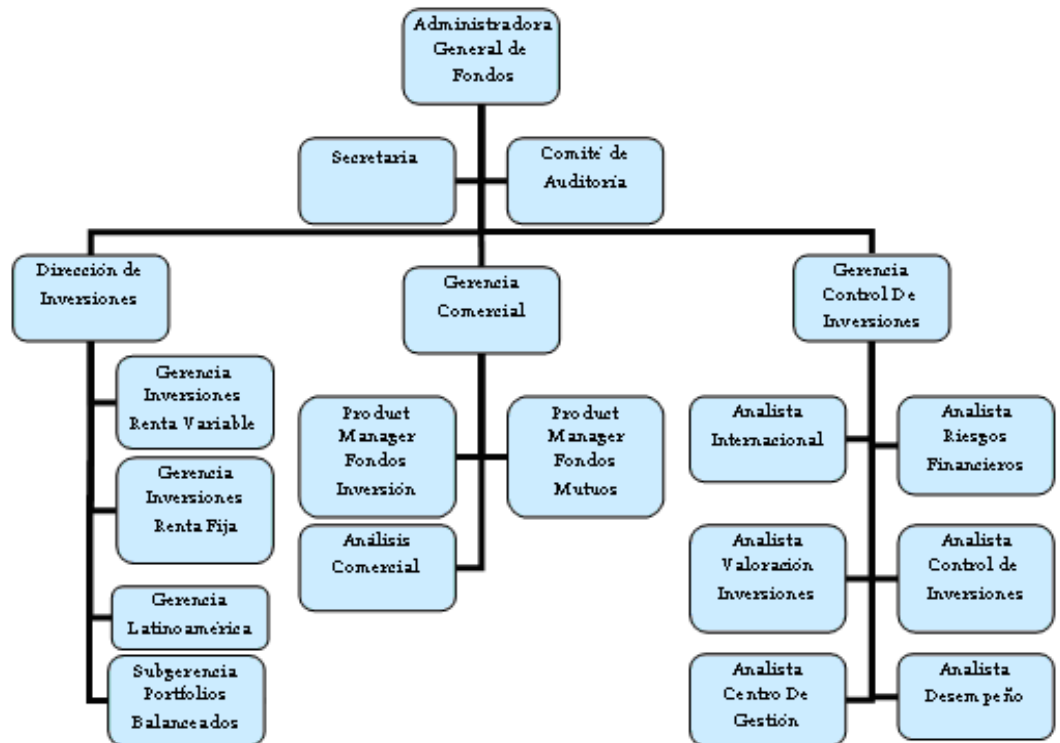 Administradora
General de
Fondos
Secretaria
Comité de
Auditoría
Dirección de
Inversiones
Gerencia
Comercial
Gerencia
Control De
Inversiones
Gerencia
Inversiones
Renta Variable
Gerencia
Inversiones
Renta Fija
Gerencia
Latinoamérica
Subgerencia
Portfolios
Balanceados
Product
Manager
Fondos
Inversión
Product
Manager
Fondos
Mutuos
Análisis
Comercial
Analista
Internacional
Analista
Riesgos
Financieros
Analista
Valoración
Inversiones
Analista
Control de
Inversiones
Analista
Centro De
Gestión
Analista
Desempeño